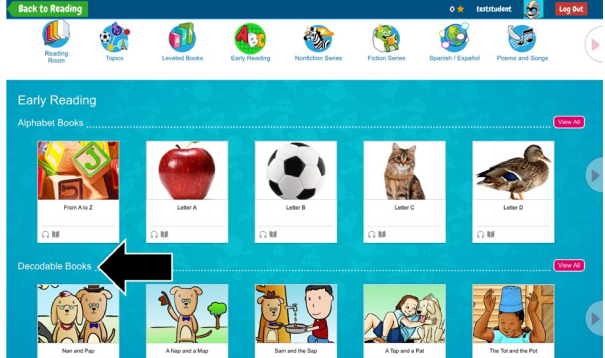 Back to Reading
0
teststudent
Log Out
Reading Room
Topics
Leveled Books
Early Reading
Nonfiction Series
Fiction Series
Spanish / Español
Poems and Songs
Early Reading
Alphabet Books
View All
From A to Z
Letter A
Letter B
Letter C
Letter D
Decodable Books
View All
Nan and Pap
A Nap and a Map
Sam and the Sap
A Tap and a Pat
The Tot and the Pot